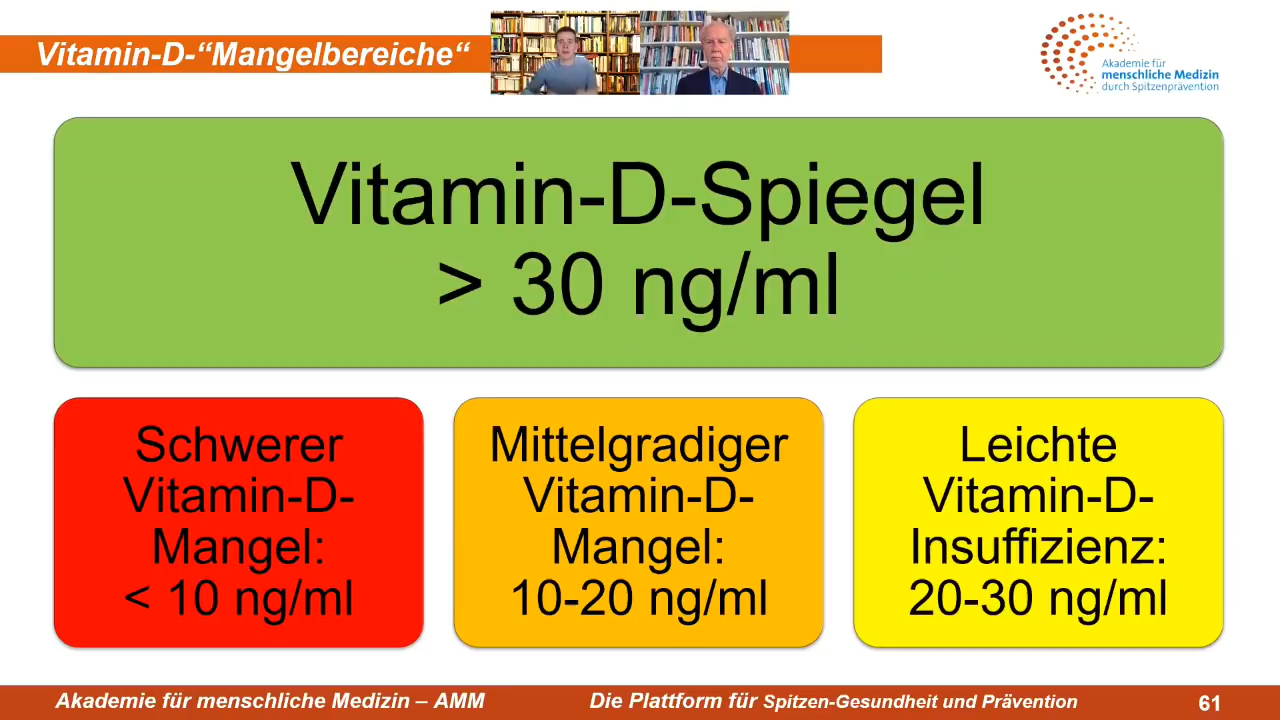 Vitamin-D-“Mangelbereiche“
Akademie für
menschliche Medizin
durch Spitzenprävention
Vitamin-D-Spiegel
> 30 ng/ml
Schwerer
Vitamin-D-
Mangel:
< 10 ng/ml
Mittelgradiger
Vitamin-D-
Mangel:
10-20 ng/ml
Leichte
Vitamin-D-
Insuffizienz:
20-30 ng/ml
Akademie für menschliche Medizin – AMM
Die Plattform für Spitzen-Gesundheit und Prävention
61